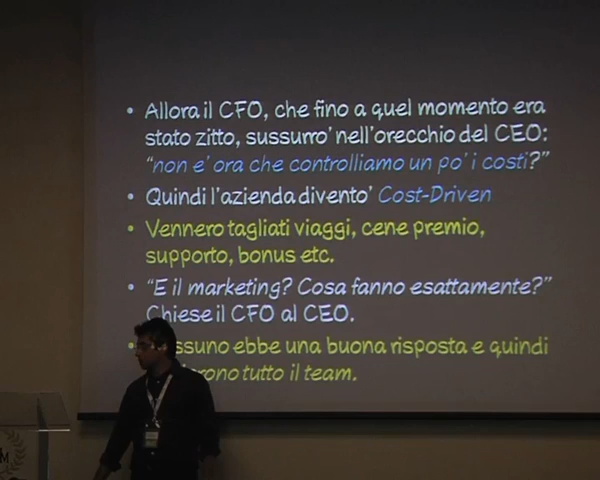 • Allora il CFO, che fino a quel momento era
stato zitto, sussurro' nell'orecchio del CEO:
"non e' ora che controlliamo un po' i costi?"
• Quindi l'azienda divento' Cost-Driven
• Vennero tagliati viaggi, cene premio,
supporto, bonus etc.
• "E il marketing? Cosa fanno esattamente?"
Chiese il CFO al CEO.
• ssuno ebbe una buona risposta e quindi
rono tutto il team.
M